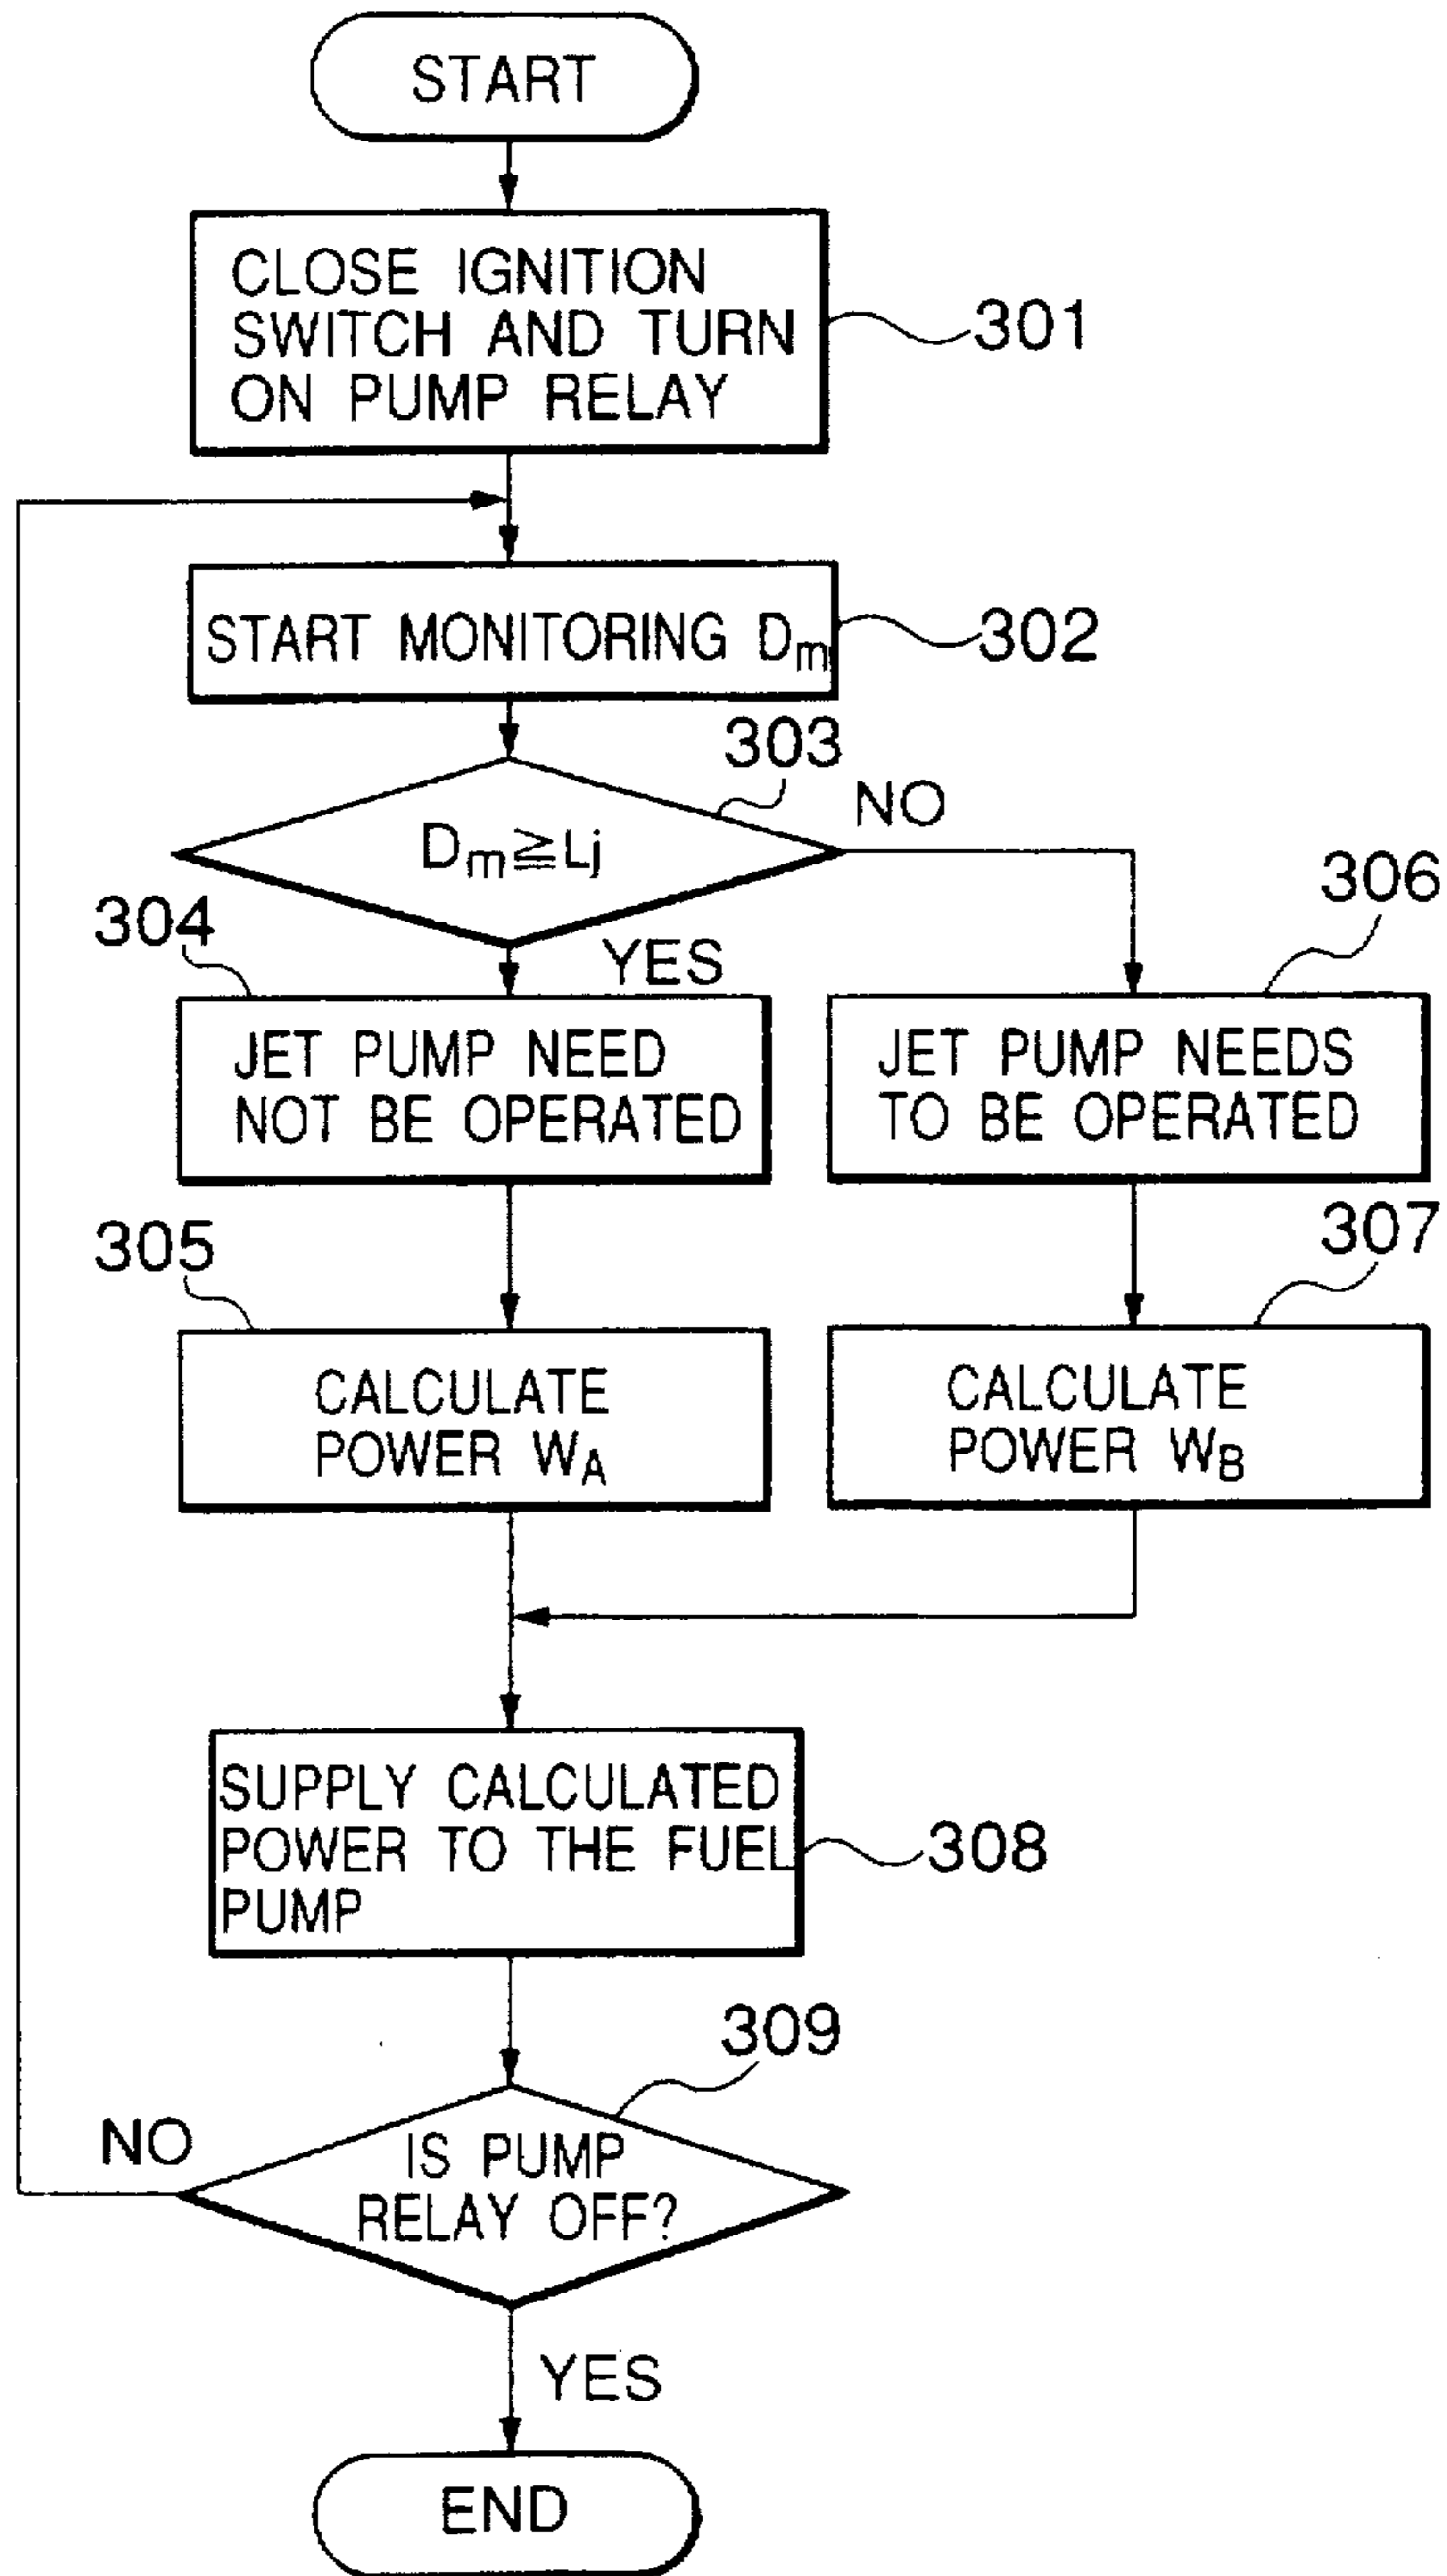 START
CLOSE IGNITION
SWITCH AND TURN
ON PUMP RELAY
301
START MONITORING Dm
302
303
Dm≧Lj
NO
YES
304
JET PUMP NEED
NOT BE OPERATED
306
JET PUMP NEEDS
TO BE OPERATED
305
CALCULATE
POWER WA
307
CALCULATE
POWER WB
SUPPLY CALCULATED
POWER TO THE FUEL
PUMP
308
309
IS PUMP
RELAY OFF?
NO
YES
END